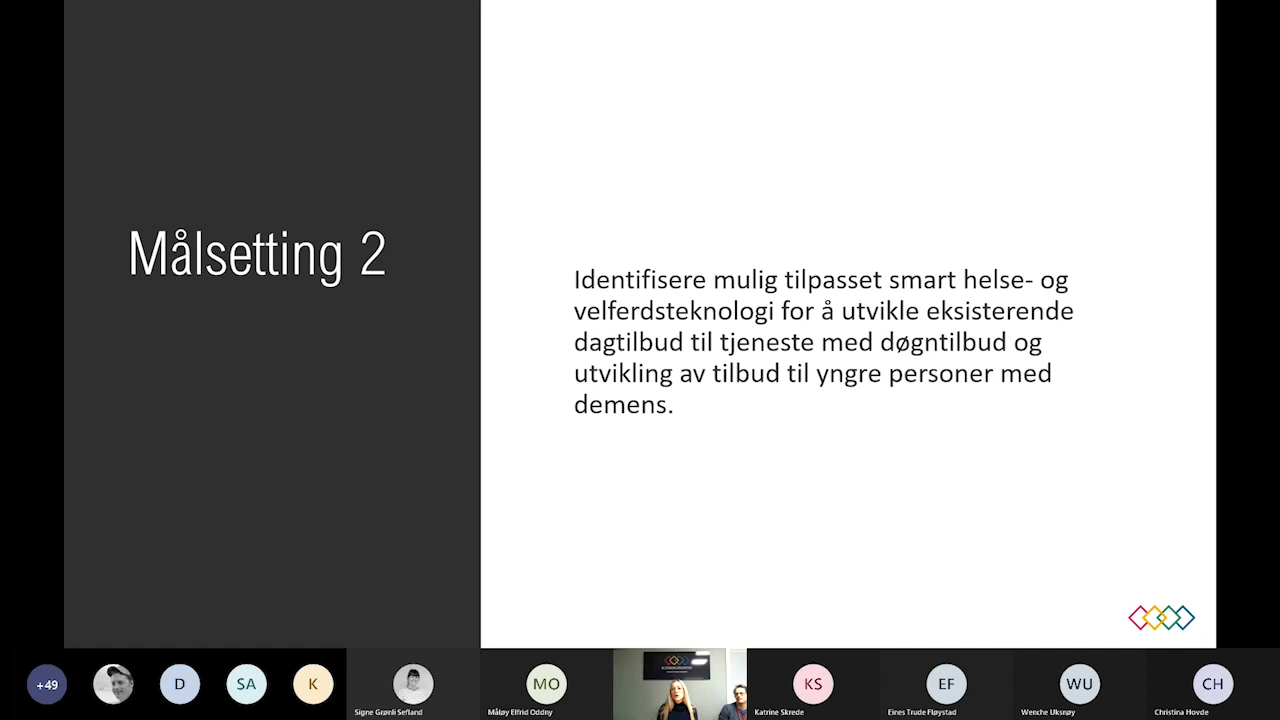 Målsetting 2
Identifisere mulig tilpasset smart helse- og
velferdsteknologi for å utvikle eksisterende
dagtilbud til tjeneste med døgntilbud og
utvikling av tilbud til yngre personer med
demens.
+49
D
SA
K
Signe Grønli Sefland
MO
Måløy Elfrid Oddny
KS
Katrine Skrede
EF
Eines Trude Fløystad
WU
Wenche Uksnøy
CH
Christina Hovde